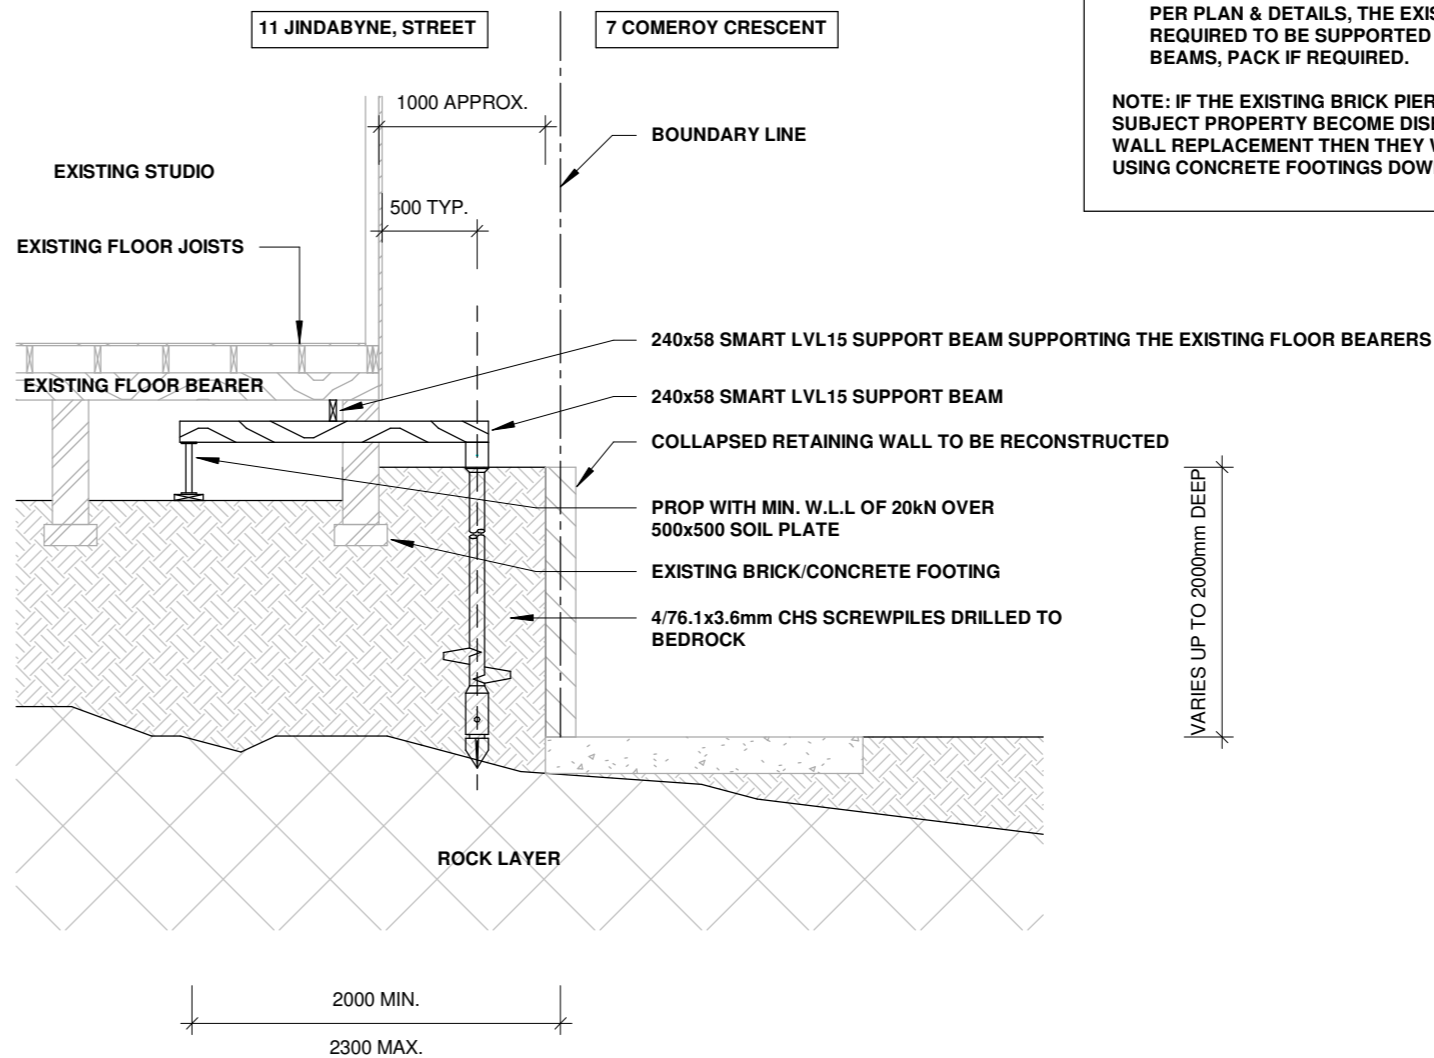 11 JINDABYNE, STREET
7 COMEROY CRESCENT
PER PLAN & DETAILS, THE
REQUIRED TO BE SUPPORTED
BEAMS, PACK IF REQUIRED.
NOTE: IF THE EXISTING BRICK
SUBJECT PROPERTY BECOME
WALL REPLACEMENT THEN THEY
USING CONCRETE FOOTINGS
1000 APPROX.
BOUNDARY LINE
EXISTING STUDIO
500 TYP.
EXISTING FLOOR JOISTS
240x58 SMART LVL15 SUPPORT BEAM SUPPORTING THE EXISTING FLOOR BEARERS
EXISTING FLOOR BEARER
240x58 SMART LVL15 SUPPORT BEAM
COLLAPSED RETAINING WALL TO BE RECONSTRUCTED
PROP WITH MIN. W.L.L OF 20kN OVER
500x500 SOIL PLATE
EXISTING BRICK/CONCRETE FOOTING
4/76.1x3.6mm CHS SCREWPILES DRILLED TO
BEDROCK
VARIES UP TO 2000mm DEEP
ROCK LAYER
2000 MIN.
2300 MAX.